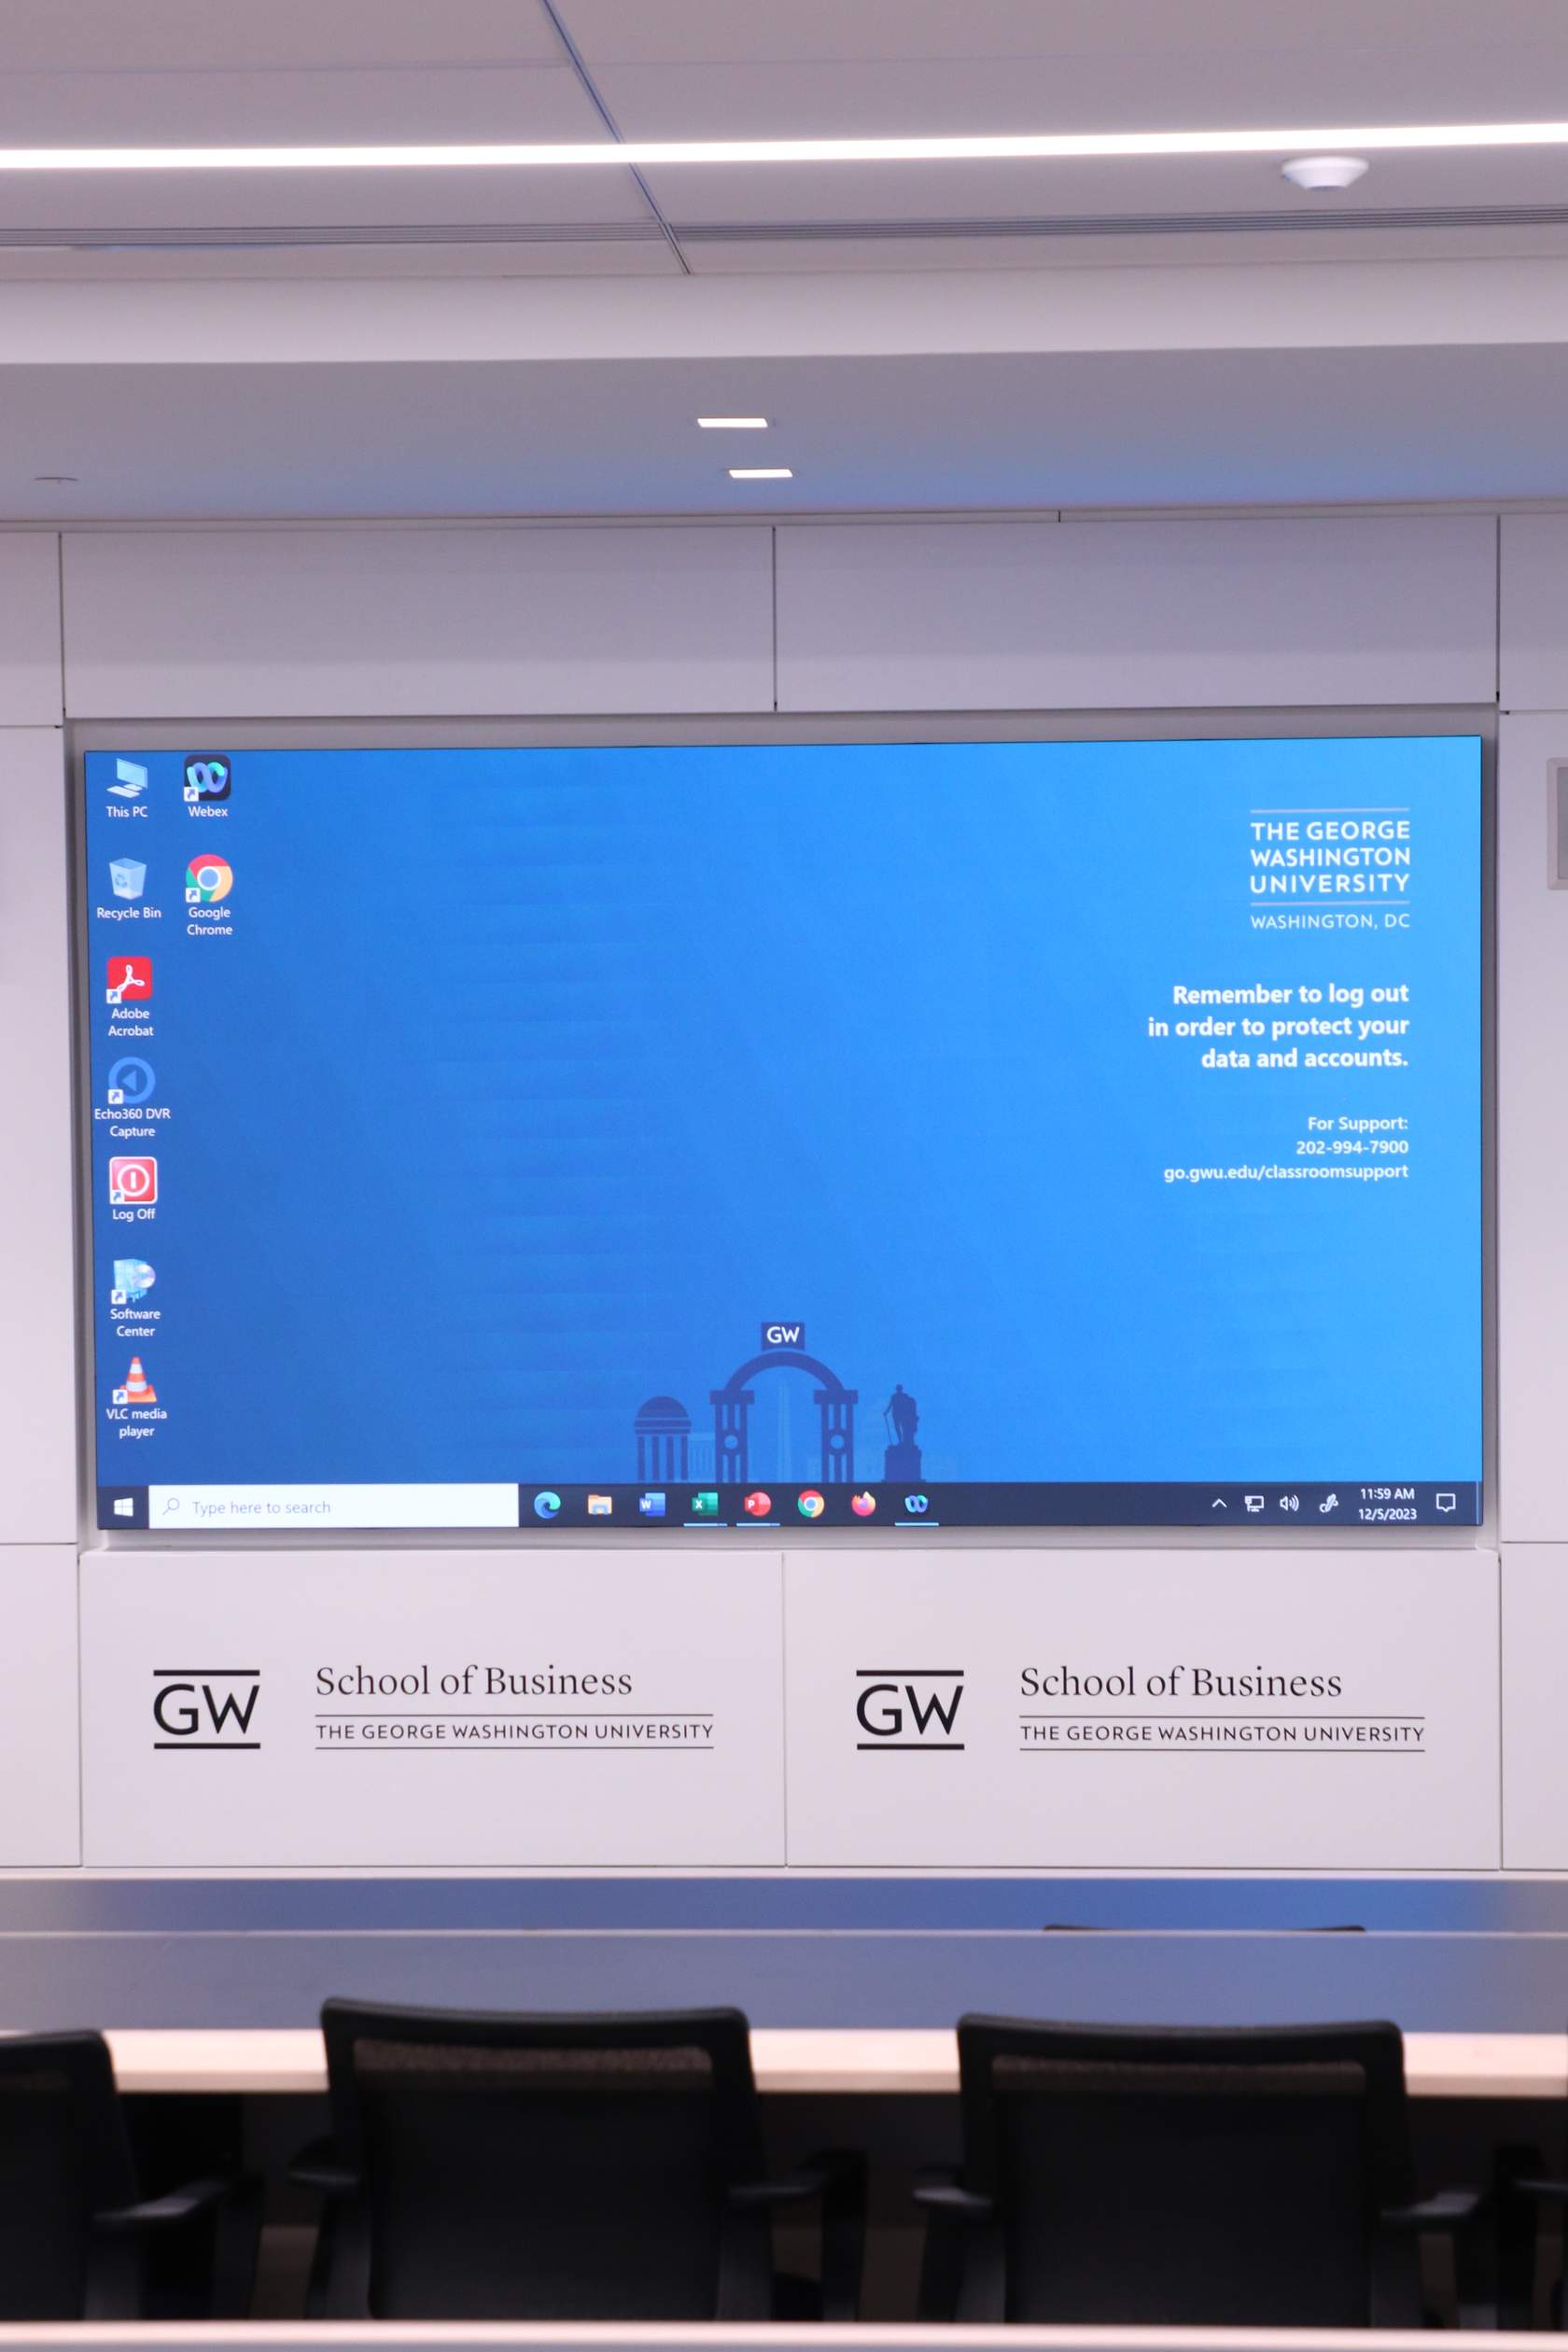 This PC
Webex
Recycle Bin
Google
Chrome
Adobe
Acrobat
Echo360 DVR
Capture
Log Off
Software
Center
VLC media
player
THE GEORGE
WASHINGTON
UNIVERSITY
WASHINGTON, DC
Remember to log out
in order to protect your
data and accounts.
For Support:
202-994-7900
go.gwu.edu/classroomsupport
GW
Type here to search
11:59 AM
12/5/2023
GW
School of Business
THE GEORGE WASHINGTON UNIVERSITY
GW
School of Business
THE GEORGE WASHINGTON UNIVERSITY